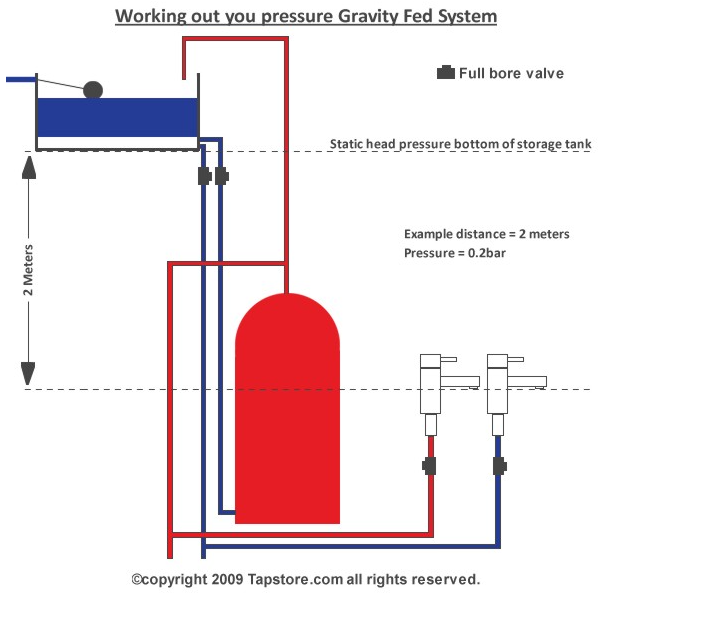 Working out you pressure Gravity Fed System
Full bore valve
Static head pressure bottom of storage tank
Example distance = 2 meters
Pressure = 0.2bar
2 Meters
©copyright 2009 Tapstore.com all rights reserved.